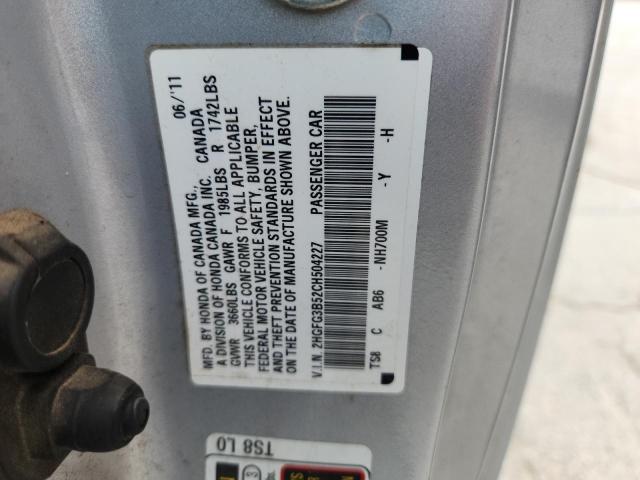 MFD. BY HONDA OF CANADA MFG., 06/'11
A DIVISION OF HONDA CANADA INC. CANADA
GVWR 3660LBS GAWR F 1985LBS R 1742LBS
THIS VEHICLE CONFORMS TO ALL APPLICABLE
FEDERAL MOTOR VEHICLE SAFETY, BUMPER,
AND THEFT PREVENTION STANDARDS IN EFFECT
ON THE DATE OF MANUFACTURE SHOWN ABOVE.
V.I.N. 2HGFG3B52CH504227 PASSENGER CAR
TS8 C AB6 -NH700M -Y -H
TS8 L0